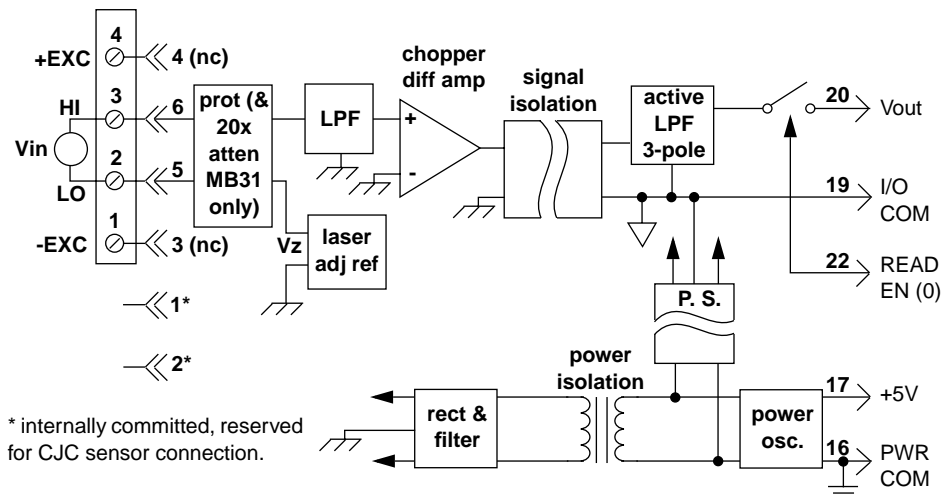 4
+EXC
4 (nc)
3
HI
6
Vin
2
5
LO
1
-EXC
3 (nc)
1*
2*
* internally committed, reserved
for CJC sensor connection.
prot (&
20x
atten
MB31
only)
LPF
Vz
laser
adj ref
chopper
diff amp
+
-
signal
isolation
active
LPF
3-pole
20
Vout
19
I/O
COM
22
READ
EN (0)
P. S.
power
isolation
rect &
filter
power
osc.
17
+5V
16
PWR
COM